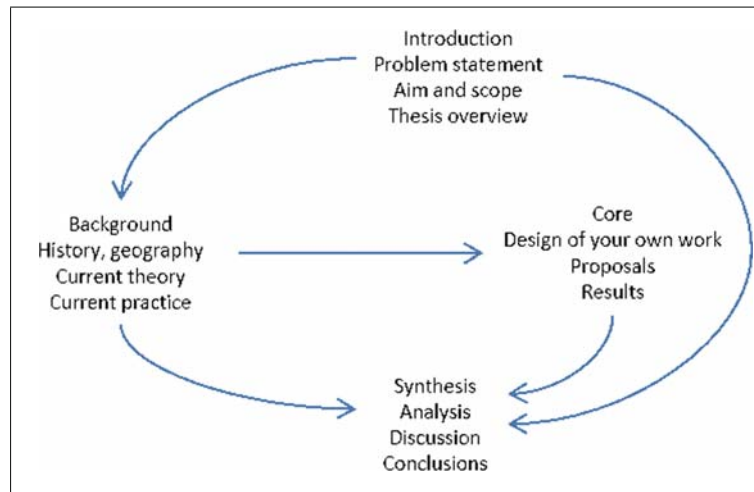 Introduction
Problem statement
Aim and scope
Thesis overview
Background
History, geography
Current theory
Current practice
Core
Design of your own work
Proposals
Results
Synthesis
Analysis
Discussion
Conclusions